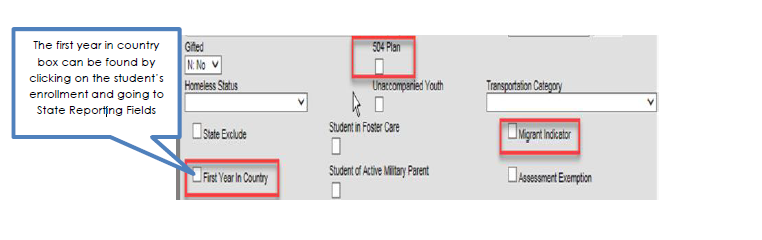 The first year in country
box can be found by
clicking on the student's
enrollment and going to
State Reporting Fields
Gifted
504 Plan
N: No
Homeless Status
Unaccompanied Youth
Transportation Category
State Exclude
Student in Foster Care
Migrant Indicator
First Year In Country
Student of Active Military Parent
Assessment Exemption